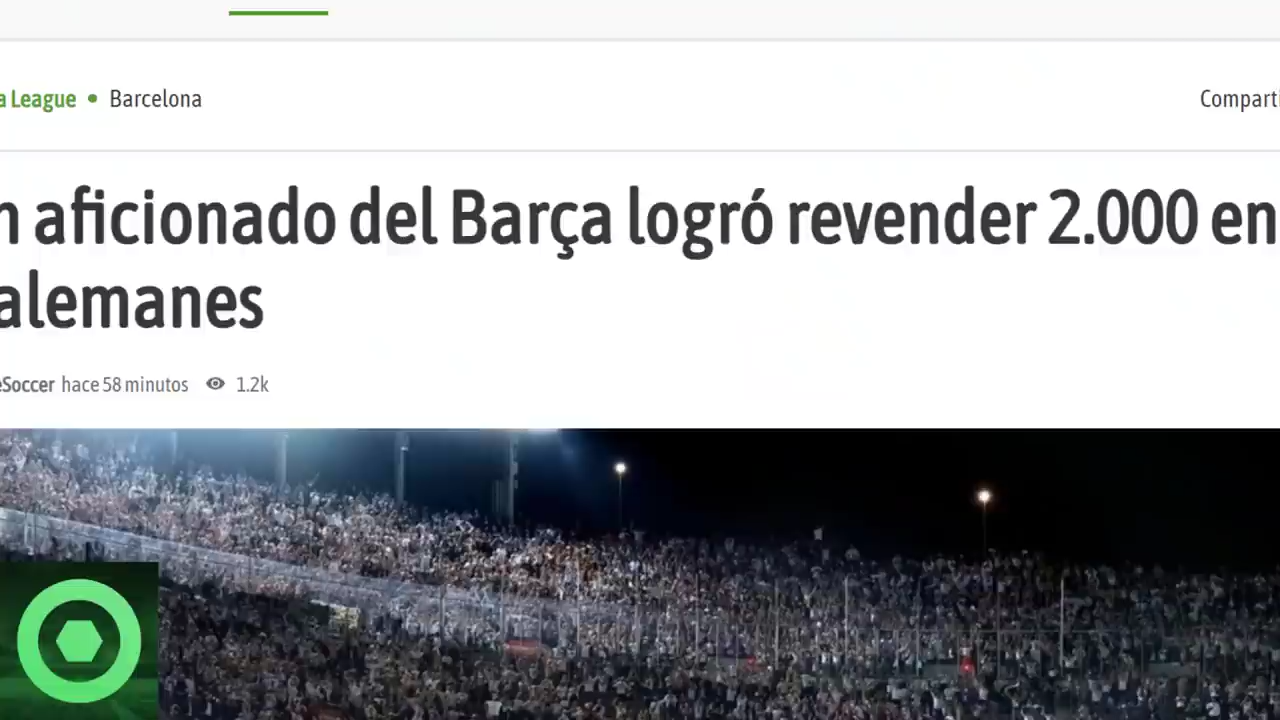 a League • Barcelona
Comparti
n aficionado del Barça logró revender 2.000 en
alemanes
eSoccer hace 58 minutos 1.2k